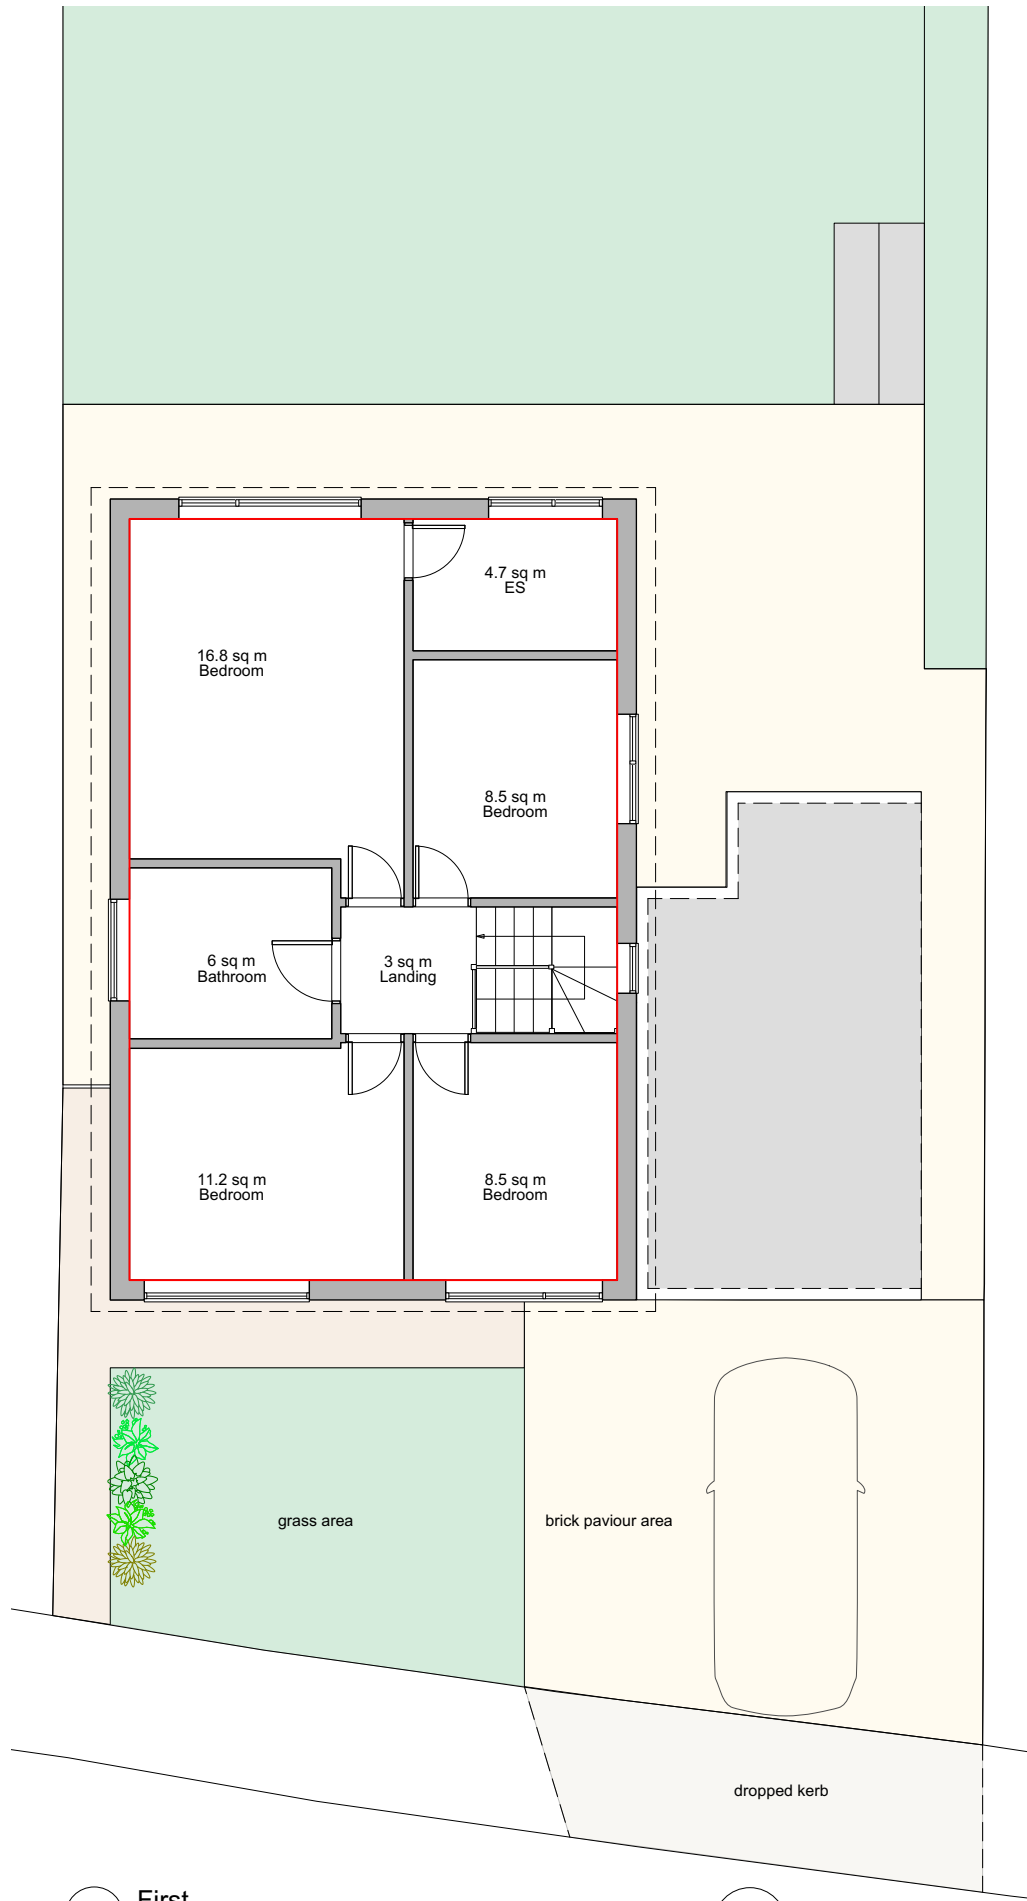 4.7 sq m
ES
16.8 sq m
Bedroom
8.5 sq m
Bedroom
6 sq m
Bathroom
3 sq m
Landing
11.2 sq m
Bedroom
8.5 sq m
Bedroom
grass area
brick paviour area
dropped kerb
First